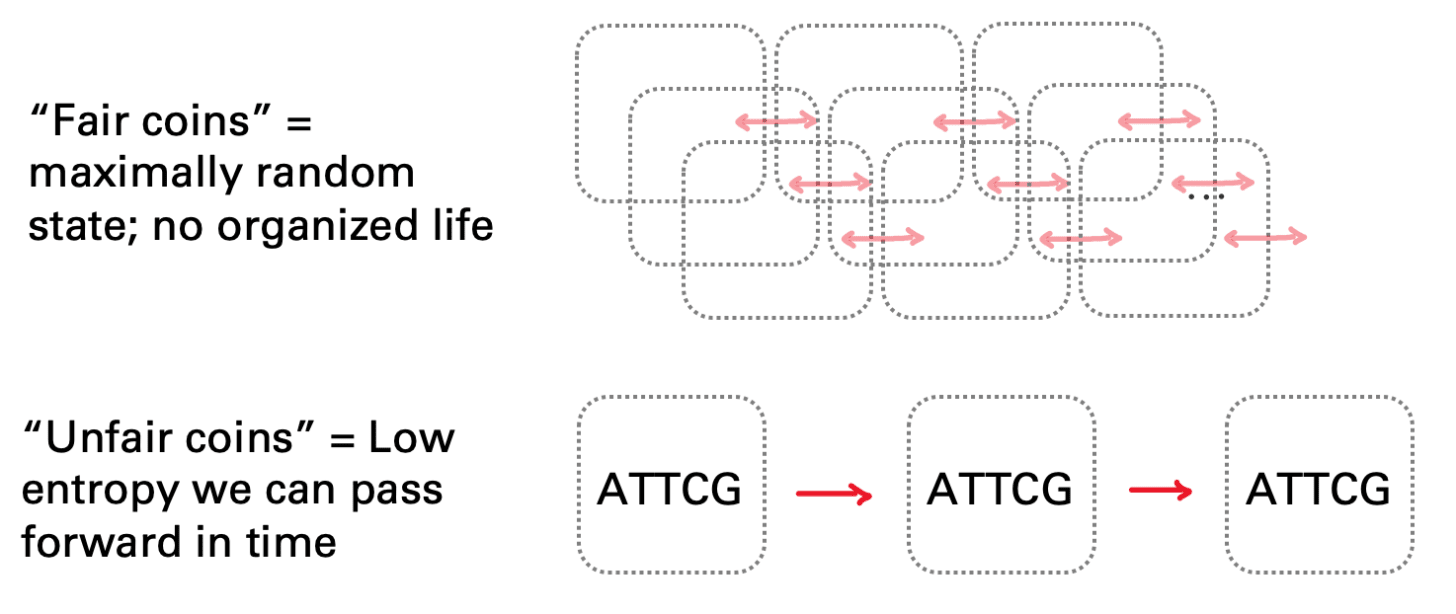 “Fair coins” =
maximally random
state; no organized life
...
“Unfair coins” = Low
entropy we can pass
forward in time
ATTCG
ATTCG
ATTCG